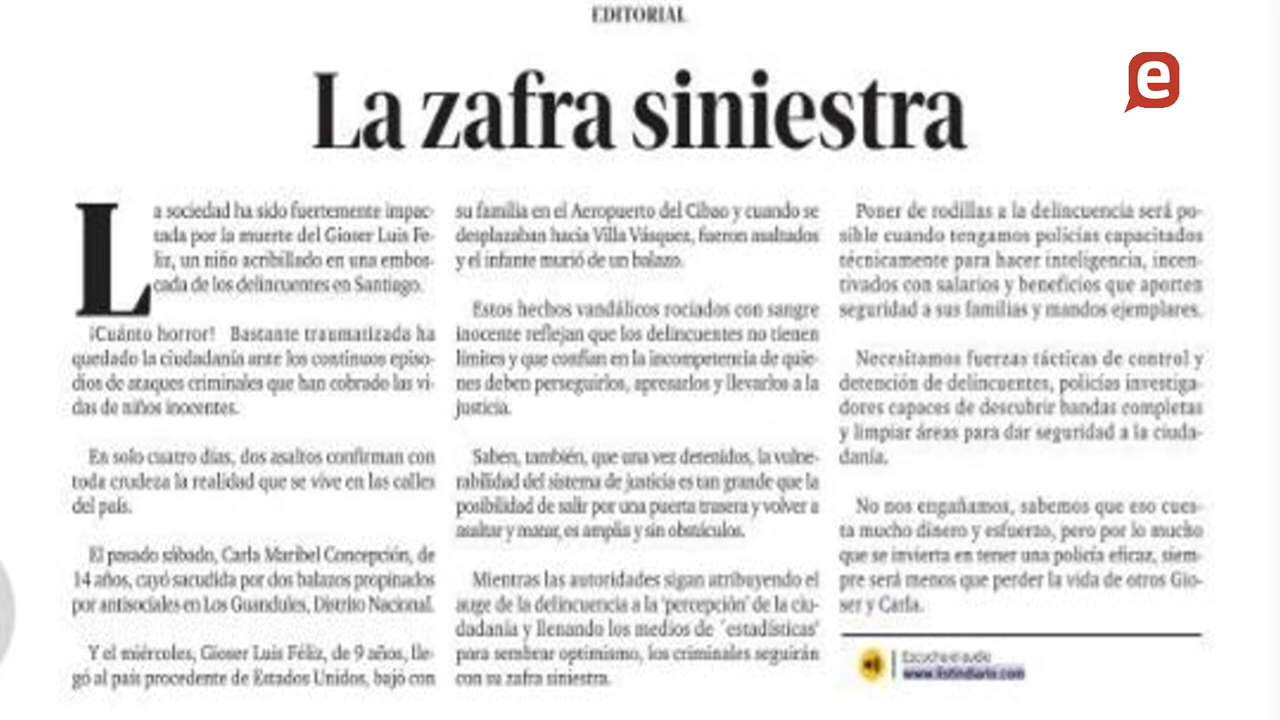 EDITORIAL
La zafra siniestra
e
La sociedad ha sido fuertemente impac-
tada por la muerte del Gioser Luis Fe-
liz, un niño acribillado en una embos-
cada de los delincuentes en Santiago.
¡Cuánto horror! Bastante traumatizada ha
quedado la ciudadanía ante los continuos episo-
dios de ataques criminales que han cobrado las vi-
das de niños inocentes.
En solo cuatro días, dos asaltos confirman con
toda crudeza la realidad que se vive en las calles
del país.
El pasado sábado, Carla Maribel Concepción, de
14 años, cayó sacudida por dos balazos propinados
por antisociales en Los Guandules, Distrito Nacional.
Y el miércoles, Gioser Luis Féliz, de 9 años, lle-
gó al país procedente de Estados Unidos, bajó con
su familia en el Aeropuerto del Cibao y cuando se
desplazaban hacia Villa Vásquez, fueron asaltados
y el infante murió de un balazo.
Estos hechos vandálicos rociados con sangre
inocente reflejan que los delincuentes no tienen
límites y que confían en la incompetencia de quie-
nes deben perseguirlos, apresarlos y llevarlos a la
justicia.
Saben, también, que una vez detenidos, la vulne-
rabilidad del sistema de justicia es tan grande que la
posibilidad de salir por una puerta trasera y volver a
asaltar y matar, es amplia y sin obstáculos.
Mientras las autoridades sigan atribuyendo el
auge de la delincuencia a la 'percepción' de la ciu-
dadanía y llenando los medios de ´estadísticas'
para sembrar optimismo, los criminales seguirán
con su zafra siniestra.
Poner de rodillas a la delincuencia será po-
sible cuando tengamos policías capacitados
técnicamente para hacer inteligencia, incen-
tivados con salarios y beneficios que aporten
seguridad a sus familias y mandos ejemplares.
Necesitamos fuerzas tácticas de control y
detención de delincuentes, policías investiga-
dores capaces de descubrir bandas completas
y limpiar áreas para dar seguridad a la ciuda-
danía.
No nos engañamos, sabemos que eso cues-
ta mucho dinero y esfuerzo, pero por lo mucho
que se invierta en tener una policía eficaz, siem-
pre será menos que perder la vida de otros Gio-
ser y Carla.
Escuche el audio
www.listindiario.com